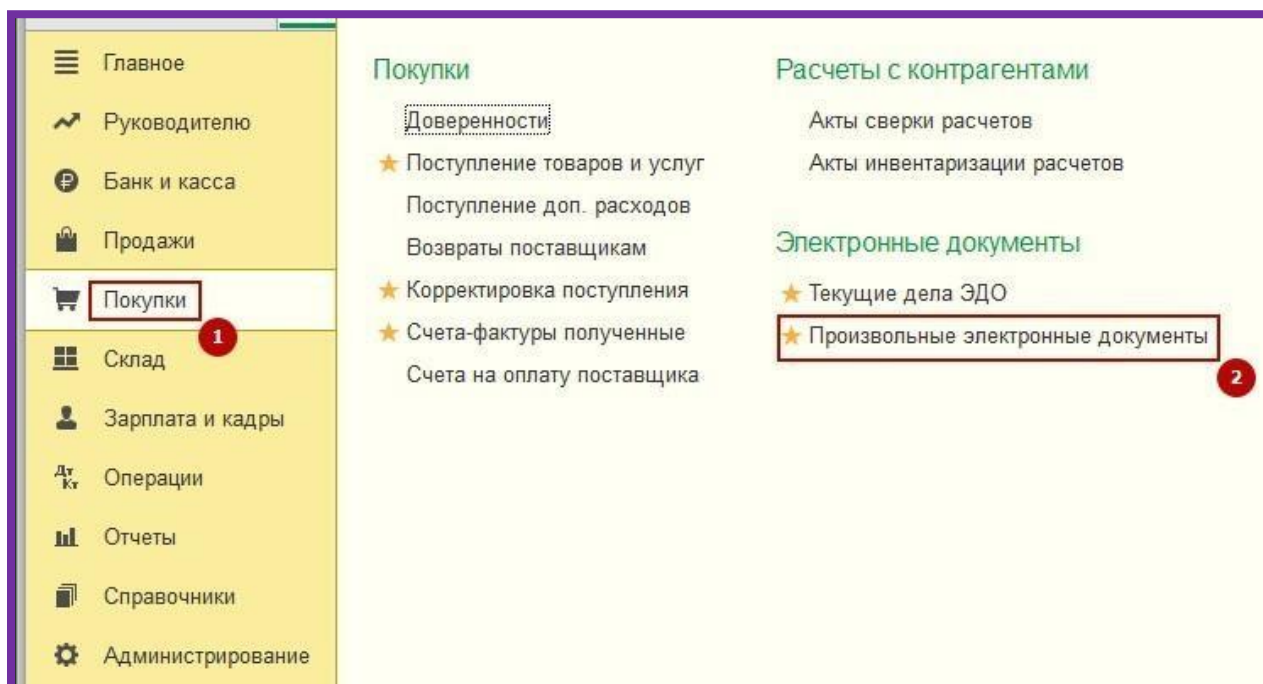 Главное
Руководителю
Банк и касса
Продажи
Покупки
1
Склад
Зарплата и кадры
Дт
Кт
Операции
Отчеты
Справочники
Администрирование
Покупки
Доверенности
Поступление товаров и услуг
Поступление доп. расходов
Возвраты поставщикам
Корректировка поступления
Счета-фактуры полученные
Счета на оплату поставщика
Расчеты с контрагентами
Акты сверки расчетов
Акты инвентаризации расчетов
Электронные документы
Текущие дела ЭДО
Произвольные электронные документы
2